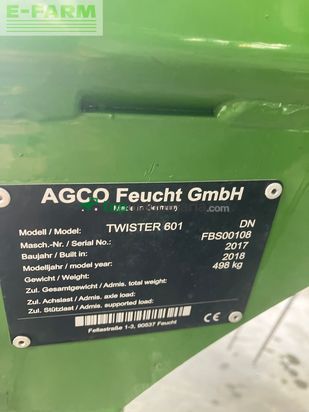 E-FARM
AGCO Feucht GmbH
Made in Germany
Modell / Model: TWISTER 601 DN
Masch.-Nr. / Serial No.: FBS00108
Baujahr / Built in: 2017
Modelljahr / model year: 2018
Gewicht / Weight: 498 kg
Zul. Gesamtgewicht / Admis. total weight:
Zul. Achslast / Admis. axle load:
Zul. Stützlast / Admis. supported load:
Feltastraße 1-3, 90537 Feucht
CE